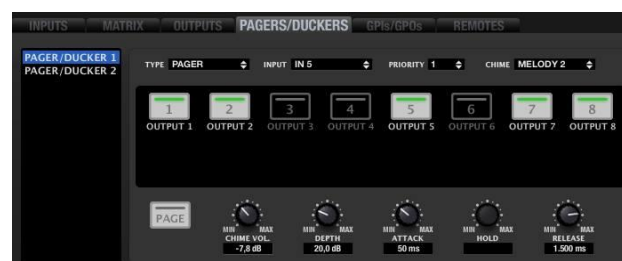 INPUTS MATRIX OUTPUTS PAGERS/DUCKERS GPIs/GPOs REMOTES
PAGER/DUCKER 1
PAGER/DUCKER 2
TYPE PAGER INPUT IN 5 PRIORITY 1 CHIME MELODY 2
1 2 3 4 5 6 7 8
OUTPUT 1 OUTPUT 2 OUTPUT 3 OUTPUT 4 OUTPUT 5 OUTPUT 6 OUTPUT 7 OUTPUT 8
PAGE
MIN MAX MIN MAX MIN MAX MIN MAX MIN MAX
CHIME VOL. DEPTH ATTACK HOLD RELEASE
-7,8 dB 20,0 dB 50 ms 1.500 ms